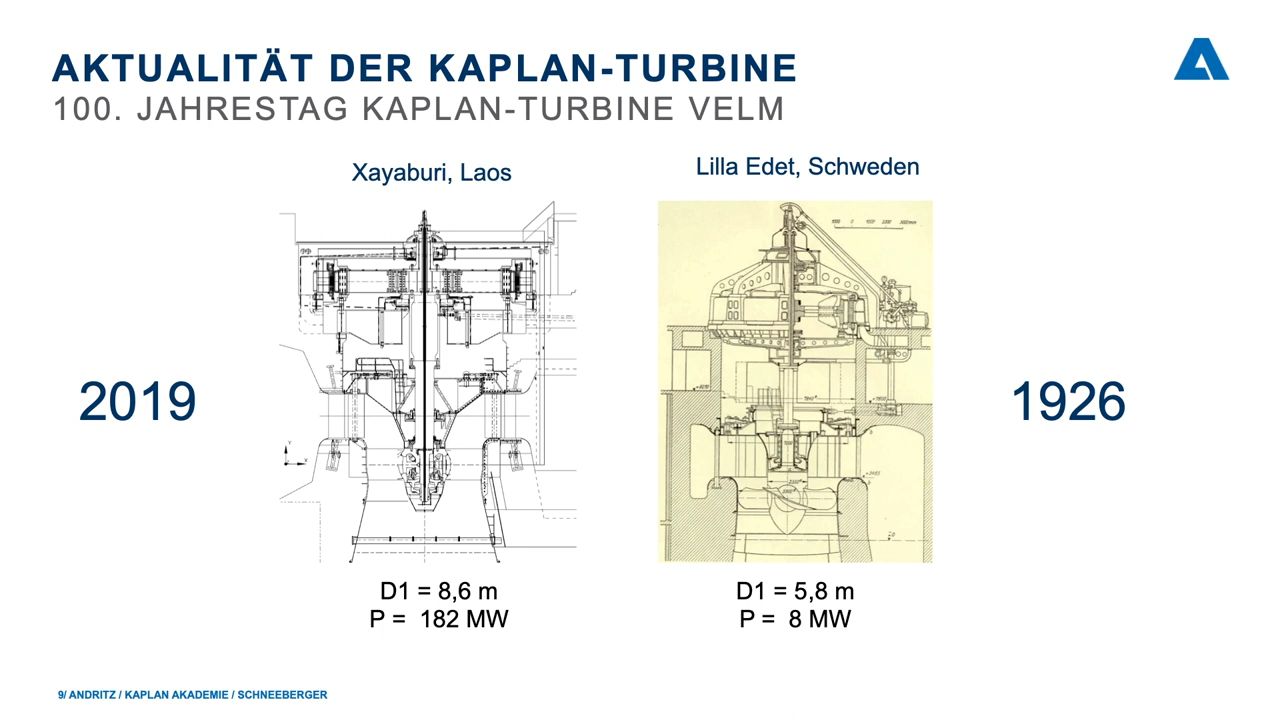 AKTUALITÄT DER KAPLAN-TURBINE
100. JAHRESTAG KAPLAN-TURBINE VELM
Xayaburi, Laos
Lilla Edet, Schweden
2019
1926
D1 = 8,6 m
P = 182 MW
D1 = 5,8 m
P = 8 MW
9/ ANDRITZ / KAPLAN AKADEMIE / SCHNEEBERGER